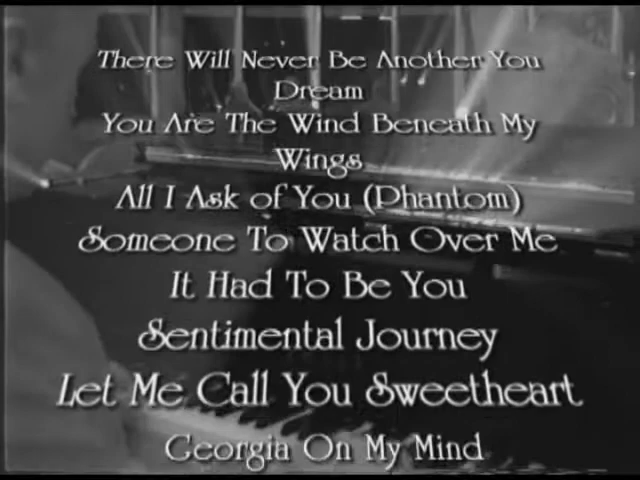 There Will Never Be Another You
Dream
You Are The Wind Beneath My
Wings
All I Ask of You (Phantom)
Someone To Watch Over Me
It Had To Be You
Sentimental Journey
Let Me Call You Sweetheart
Georgia On My Mind